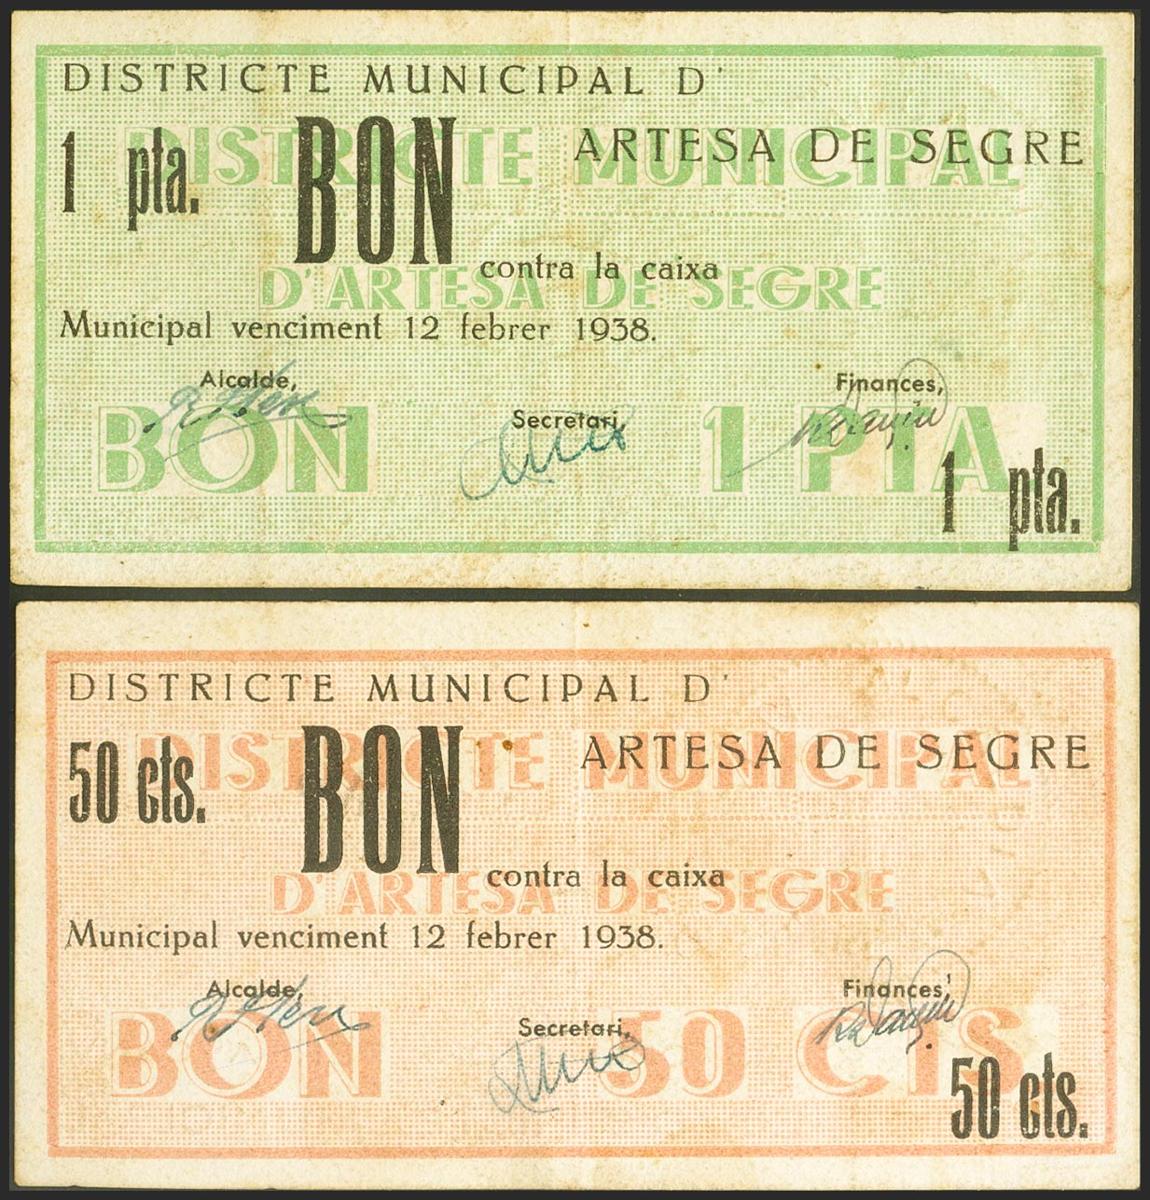 DISTRICTE MUNICIPAL D'
DISTRICTE MUNICIPAL
1 pta. BON ARTESA DE SEGRE
contra la caixa
D'ARTESA DE SEGRE
Municipal venciment 12 febrer 1938.
Alcalde, Finances,
Secretari,
BON 1 PTA
1 pta.
DISTRICTE MUNICIPAL D'
DISTRICTE MUNICIPAL
50 cts. BON ARTESA DE SEGRE
contra la caixa
D'ARTESA DE SEGRE
Municipal venciment 12 febrer 1938.
Alcalde, Finances,
Secretari,
BON 50 CTS
50 cts.